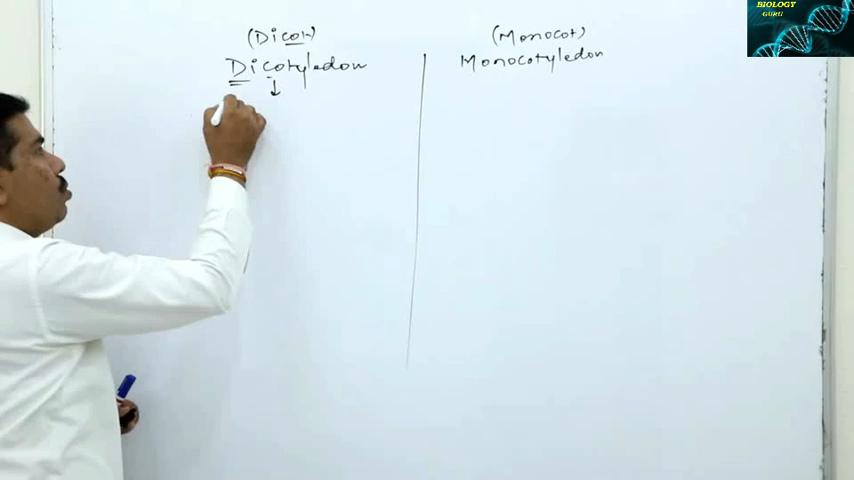 BIOLOGY
GURU
(Dicot)
(Monocot)
Dicotyledon
Monocotyledon